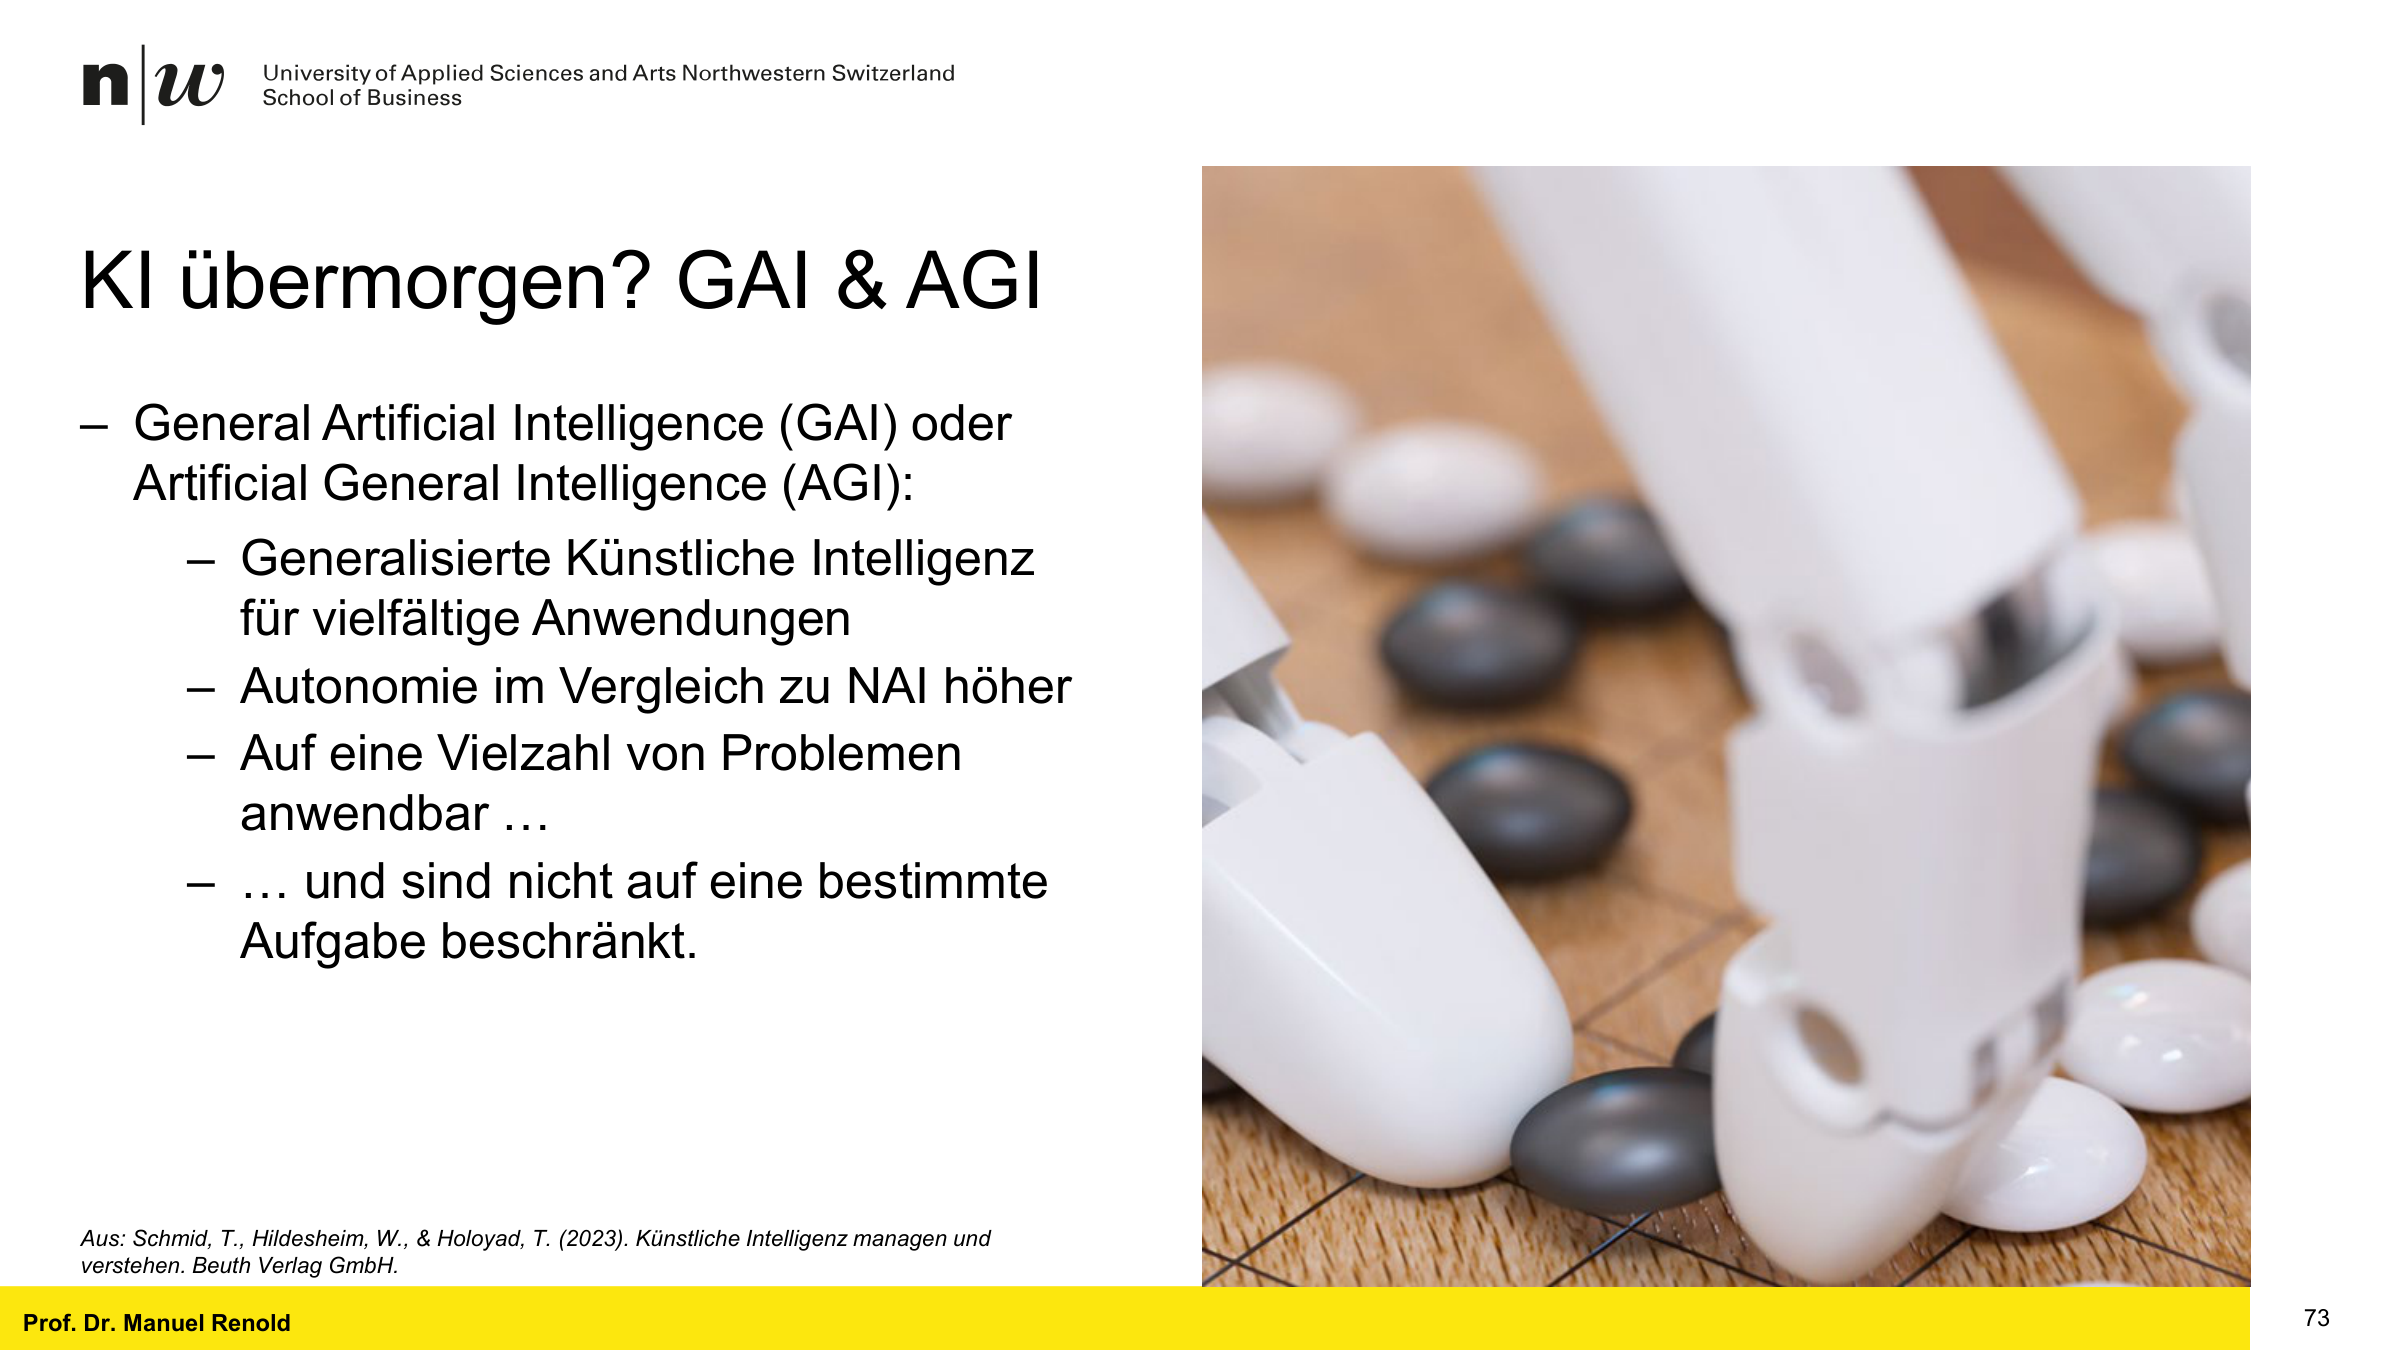 n|w
University of Applied Sciences and Arts Northwestern Switzerland
School of Business
KI übermorgen? GAI & AGI
– General Artificial Intelligence (GAI) oder
Artificial General Intelligence (AGI):
– Generalisierte Künstliche Intelligenz
für vielfältige Anwendungen
– Autonomie im Vergleich zu NAI höher
– Auf eine Vielzahl von Problemen
anwendbar …
– … und sind nicht auf eine bestimmte
Aufgabe beschränkt.
Aus: Schmid, T., Hildesheim, W., & Holoyad, T. (2023). Künstliche Intelligenz managen und
verstehen. Beuth Verlag GmbH.
Prof. Dr. Manuel Renold
73